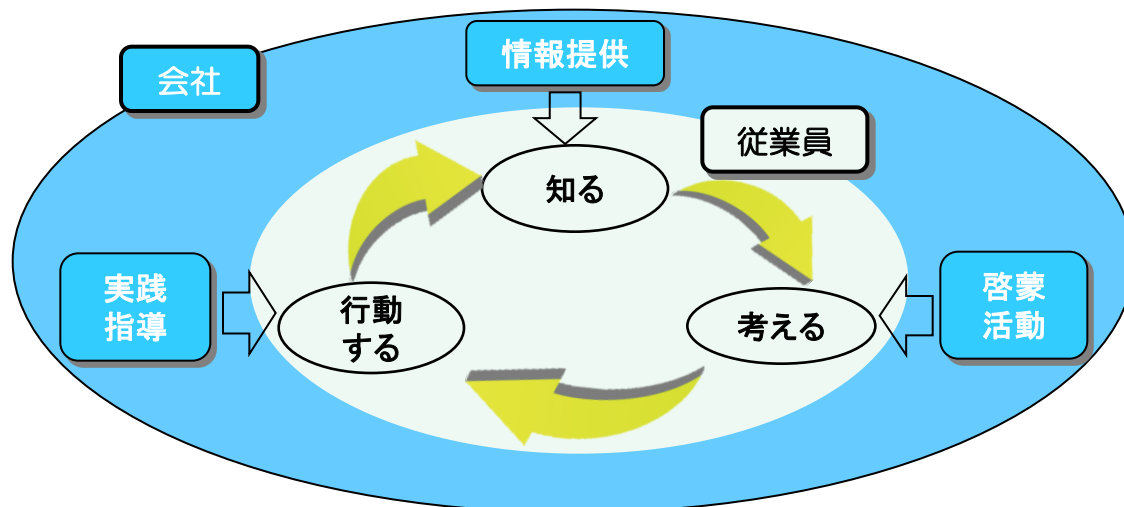 情報提供
会社
従業員
知る
実践
指導
行動
する
考える
啓蒙
活動